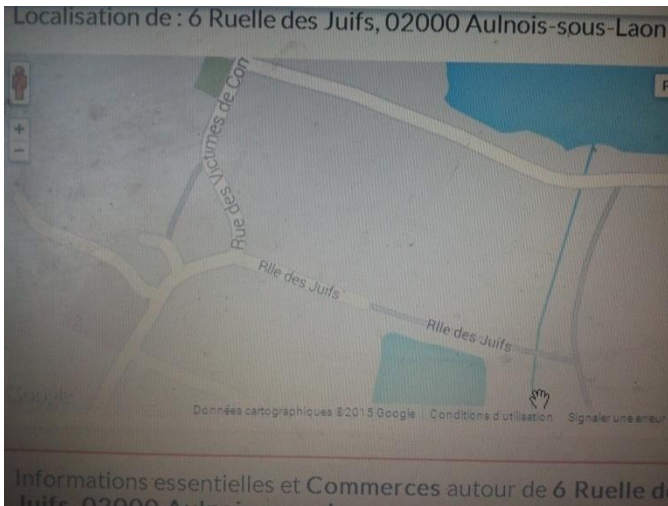 Localisation de : 6 Ruelle des Juifs, 02000 Aulnois-sous-Laon
Rue des Victimes de Con
Rlle des Juifs
Rlle des Juifs
Google
Données cartographiques ©2015 Google Conditions d'utilisation Signaler une erreur
Informations essentielles et Commerces autour de 6 Ruelle d
Juifs, 02000